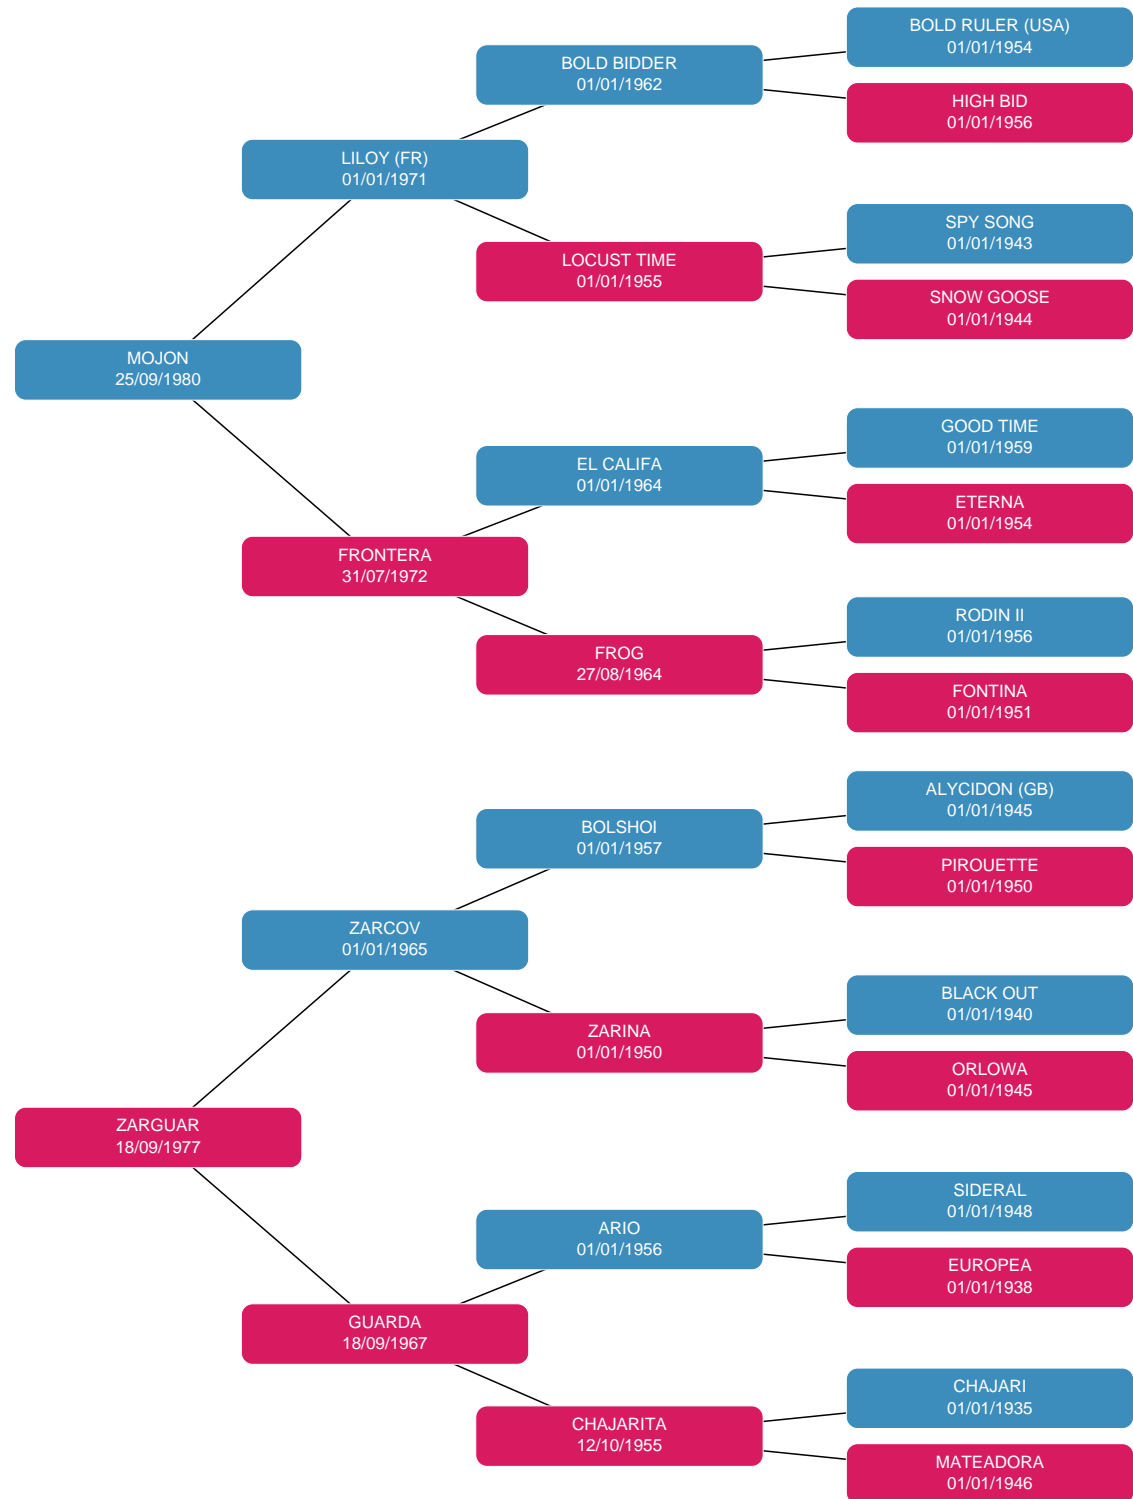 BOLD RULER (USA)
01/01/1954
BOLD BIDDER
01/01/1962
HIGH BID
01/01/1956
LILOY (FR)
01/01/1971
SPY SONG
01/01/1943
LOCUST TIME
01/01/1955
SNOW GOOSE
01/01/1944
MOJON
25/09/1980
GOOD TIME
01/01/1959
EL CALIFA
01/01/1964
ETERNA
01/01/1954
FRONTERA
31/07/1972
RODIN II
01/01/1956
FROG
27/08/1964
FONTINA
01/01/1951
ALYCIDON (GB)
01/01/1945
BOLSHOI
01/01/1957
PIROUETTE
01/01/1950
ZARCOV
01/01/1965
BLACK OUT
01/01/1940
ZARINA
01/01/1950
ORLOWA
01/01/1945
ZARGUAR
18/09/1977
SIDERAL
01/01/1948
ARIO
01/01/1956
EUROPEA
01/01/1938
GUARDA
18/09/1967
CHAJARI
01/01/1935
CHAJARITA
12/10/1955
MATEADORA
01/01/1946